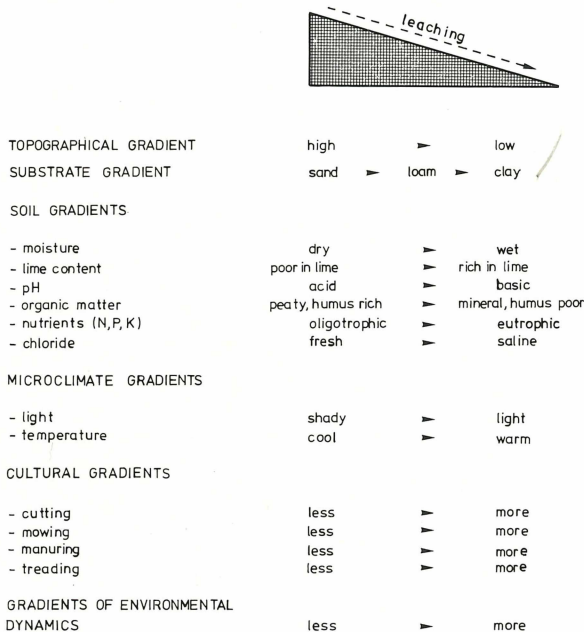 leaching
TOPOGRAPHICAL GRADIENT high ► low
SUBSTRATE GRADIENT sand ► loam ► clay
SOIL GRADIENTS
- moisture dry ► wet
- lime content poor in lime ► rich in lime
- pH acid ► basic
- organic matter peaty, humus rich ► mineral, humus poor
- nutrients (N, P, K) oligotrophic ► eutrophic
- chloride fresh ► saline
MICROCLIMATE GRADIENTS
- light shady ► light
- temperature cool ► warm
CULTURAL GRADIENTS
- cutting less ► more
- mowing less ► more
- manuring less ► more
- treading less ► more
GRADIENTS OF ENVIRONMENTAL
DYNAMICS less ► more